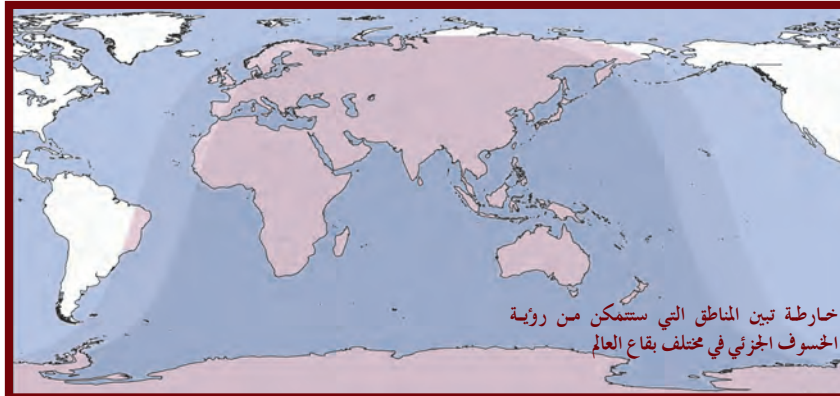 خارطة تبين المناطق التي ستتمكن من رؤية
الخسوف الجزئي في مختلف بقاع العالم